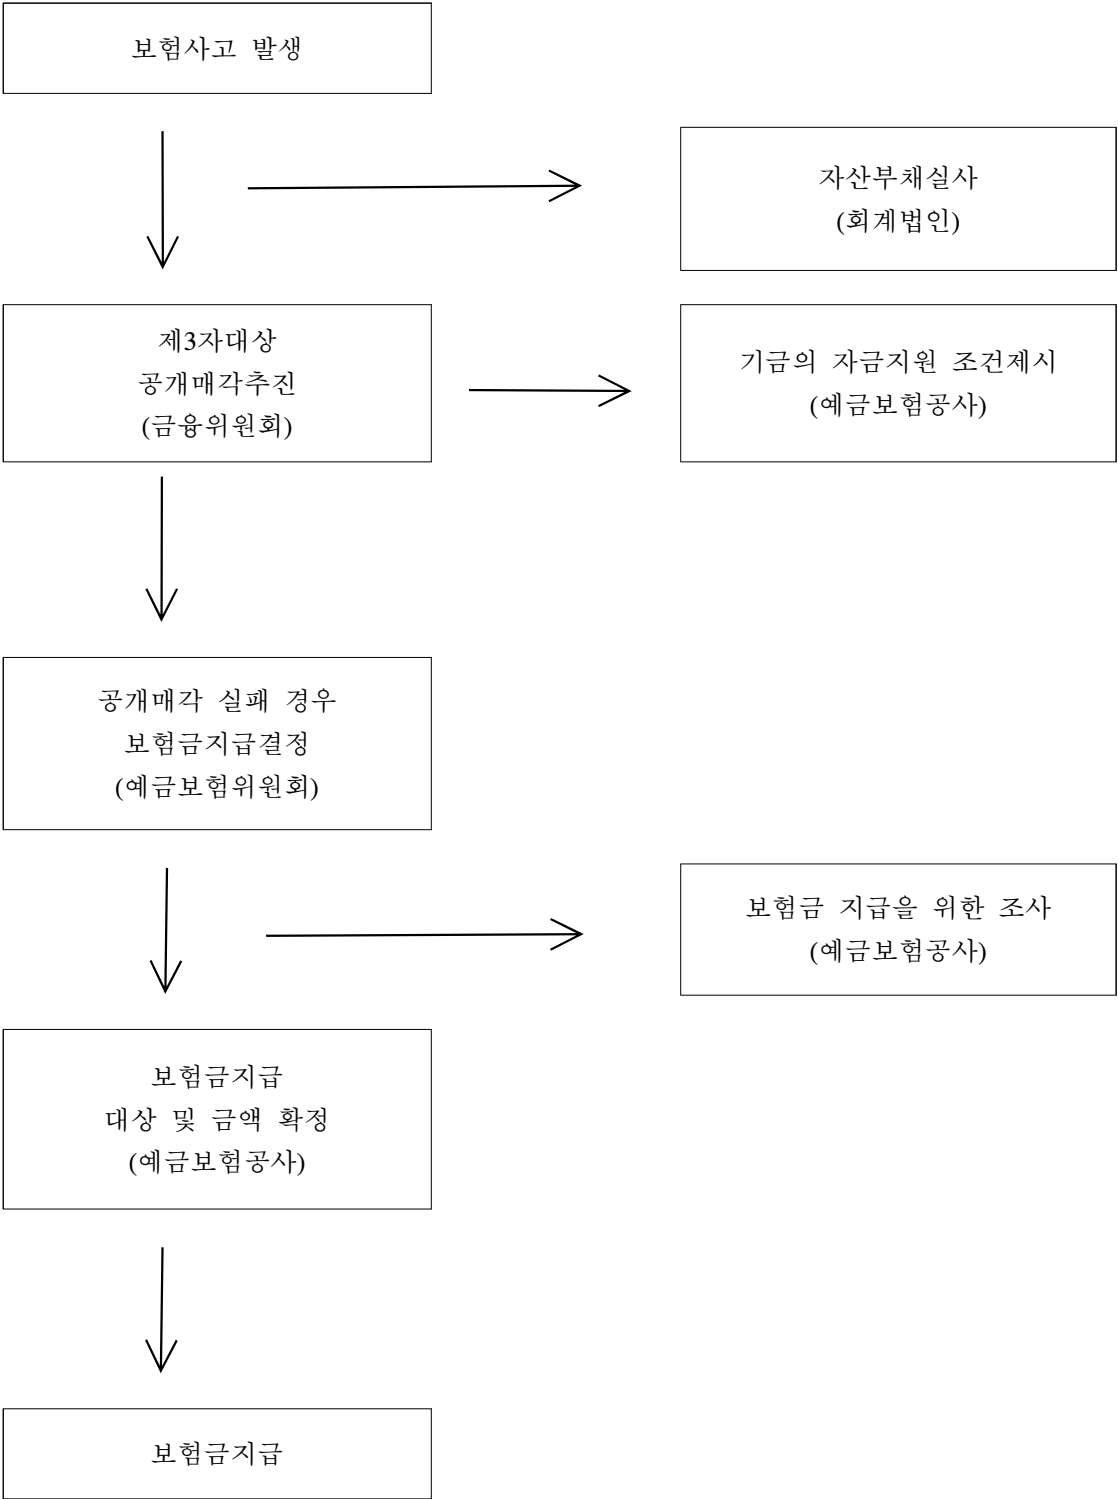 보험사고 발생
자산부채실사
(회계법인)
제3자대상
공개매각추진
(금융위원회)
기금의 자금지원 조건제시
(예금보험공사)
공개매각 실패 경우
보험금지급결정
(예금보험위원회)
보험금 지급을 위한 조사
(예금보험공사)
보험금지급
대상 및 금액 확정
(예금보험공사)
보험금지급